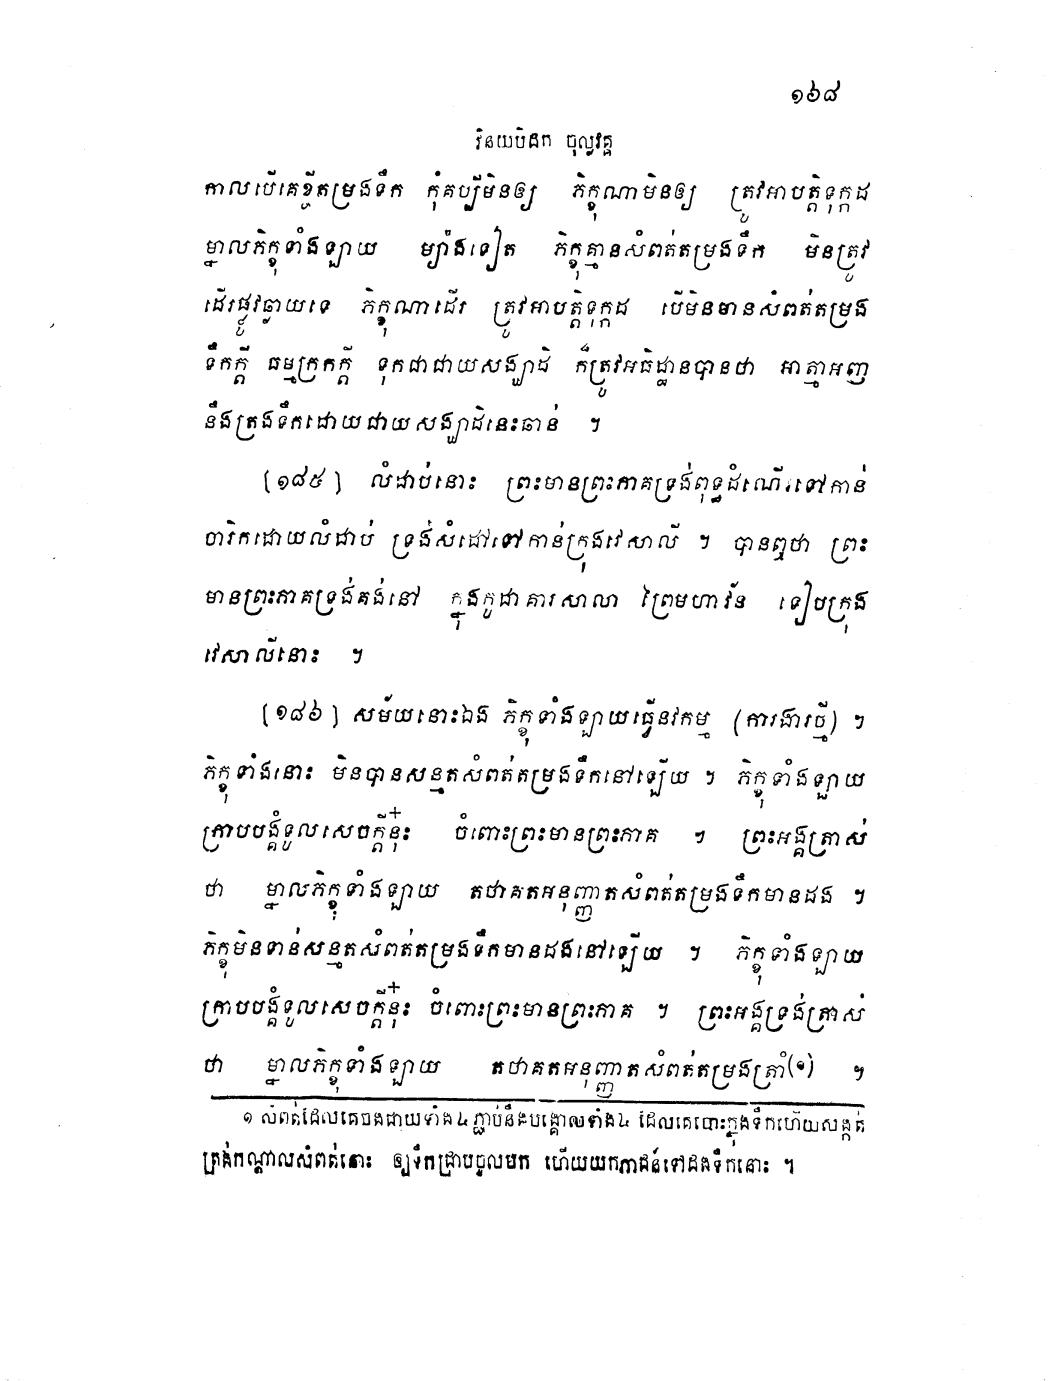 ១៦៨
វិនយបិដក ចុល្លវគ្គ
កាលបើគេខ្ចីតម្រងទឹក កុំគប្បីមិនឲ្យ ភិក្ខុណាមិនឲ្យ ត្រូវអាបត្តិទុក្កដ
ម្នាលភិក្ខុទាំងឡាយ ម្យ៉ាងទៀត ភិក្ខុគ្មានសំពត់តម្រងទឹក មិនត្រូវ
ដើរផ្លូវឆ្ងាយទេ ភិក្ខុណាដើរ ត្រូវអាបត្តិទុក្កដ បើមិនមានសំពត់តម្រង
ទឹកក្តី ធម្មក្រកក្តី ទុកជាជាយសង្ឃាដិ ក៏ត្រូវអធិដ្ឋានបានថា អាត្មាអញ
នឹងត្រងទឹកដោយជាយសង្ឃាដិនេះឆាន់ ។
(១៨៥) លំដាប់នោះ ព្រះមានព្រះភាគទ្រង់ពុទ្ធដំណើរទៅកាន់
ចារិកដោយលំដាប់ ទ្រង់សំដៅទៅកាន់ក្រុងវេសាលី ។ បានឮថា ព្រះ
មានព្រះភាគទ្រង់គង់នៅ ក្នុងកូដាគារសាលា ព្រៃមហាវ័ន ទៀបក្រុង
វេសាលីនោះ ។
(១៨៦) សម័យនោះឯង ភិក្ខុទាំងឡាយធ្វើនវកម្ម (ការងារថ្មី) ។
ភិក្ខុទាំងនោះ មិនបានសន្មតសំពត់តម្រងទឹកនៅឡើយ ។ ភិក្ខុទាំងឡាយ
ក្រាបបង្គំទូលសេចក្តីនុ៎ះ ចំពោះព្រះមានព្រះភាគ ។ ព្រះអង្គត្រាស់
ថា ម្នាលភិក្ខុទាំងឡាយ តថាគតអនុញ្ញាតសំពត់តម្រងទឹកមានដង ។
ភិក្ខុមិនទាន់សន្មតសំពត់តម្រងទឹកមានដងនៅឡើយ ។ ភិក្ខុទាំងឡាយ
ក្រាបបង្គំទូលសេចក្តីនុ៎ះ ចំពោះព្រះមានព្រះភាគ ។ ព្រះអង្គទ្រង់ត្រាស់
ថា ម្នាលភិក្ខុទាំងឡាយ តថាគតអនុញ្ញាតសំពត់តម្រងត្រាំ(១) ។
១ សំពត់ដែលគេចងជាយទាំង៤ ភ្ជាប់នឹងបង្គោលទាំង៤ ដែលគេបោះក្នុងទឹកហើយសង្កត់
ត្រង់កណ្តាលសំពត់នោះ ឲ្យទឹកជ្រាបចូលមក ហើយយកភាជន៍ទៅដងទឹកនោះ ។